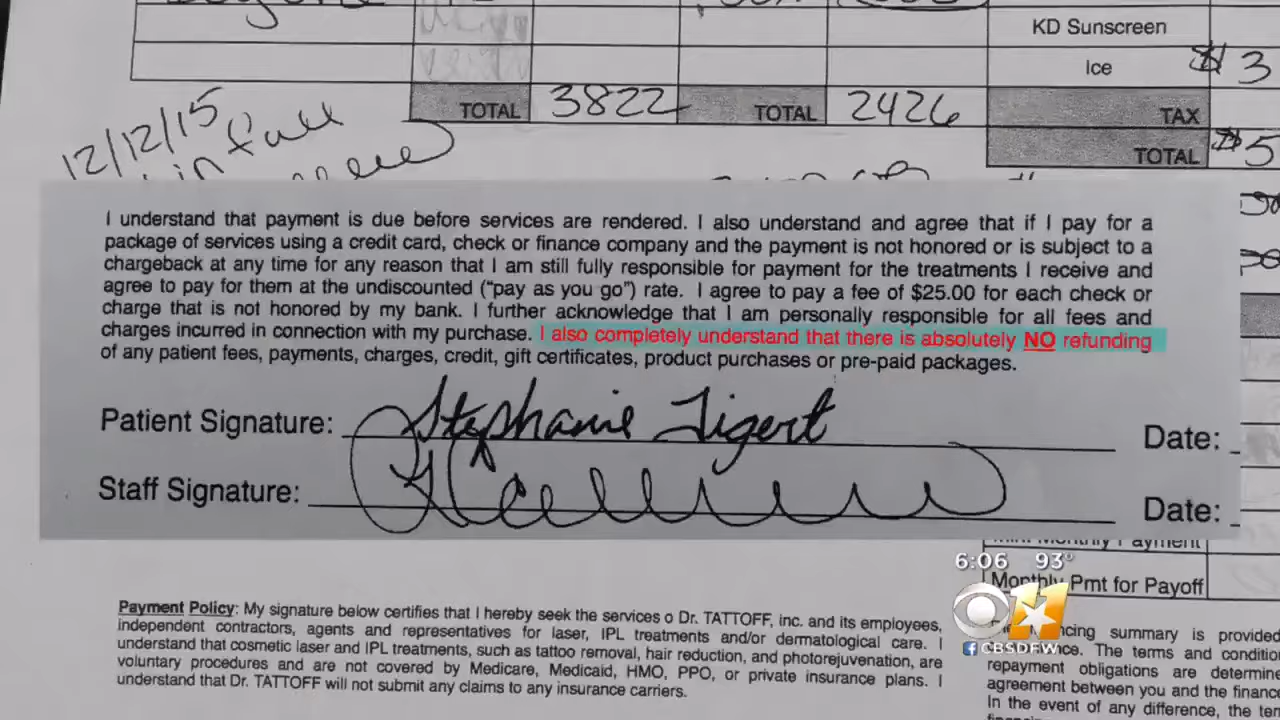 KD Sunscreen
Ice $ 3
TOTAL 3822 TOTAL 2426 TAX
TOTAL $5
12/12/15
in full
I understand that payment is due before services are rendered. I also understand and agree that if I pay for a
package of services using a credit card, check or finance company and the payment is not honored or is subject to a
chargeback at any time for any reason that I am still fully responsible for payment for the treatments I receive and
agree to pay for them at the undiscounted (“pay as you go”) rate. I agree to pay a fee of $25.00 for each check or
charge that is not honored by my bank. I further acknowledge that I am personally responsible for all fees and
charges incurred in connection with my purchase. I also completely understand that there is absolutely NO refunding
of any patient fees, payments, charges, credit, gift certificates, product purchases or pre-paid packages.
Patient Signature: Stephanie Tigert Date:
Staff Signature: Date:
Monthly Payment
6:06 93°
Monthly Pmt for Payoff
11
CBSDFW
Payment Policy: My signature below certifies that I hereby seek the services o Dr. TATTOFF, inc. and its employees,
independent contractors, agents and representatives for laser, IPL treatments and/or dermatological care. I
understand that cosmetic laser and IPL treatments, such as tattoo removal, hair reduction, and photorejuvenation, are
voluntary procedures and are not covered by Medicare, Medicaid, HMO, PPO, or private insurance plans. I
understand that Dr. TATTOFF will not submit any claims to any insurance carriers.
summary is provided
The terms and condition
repayment obligations are determine
agreement between you and the finance
In the event of any difference, the ter